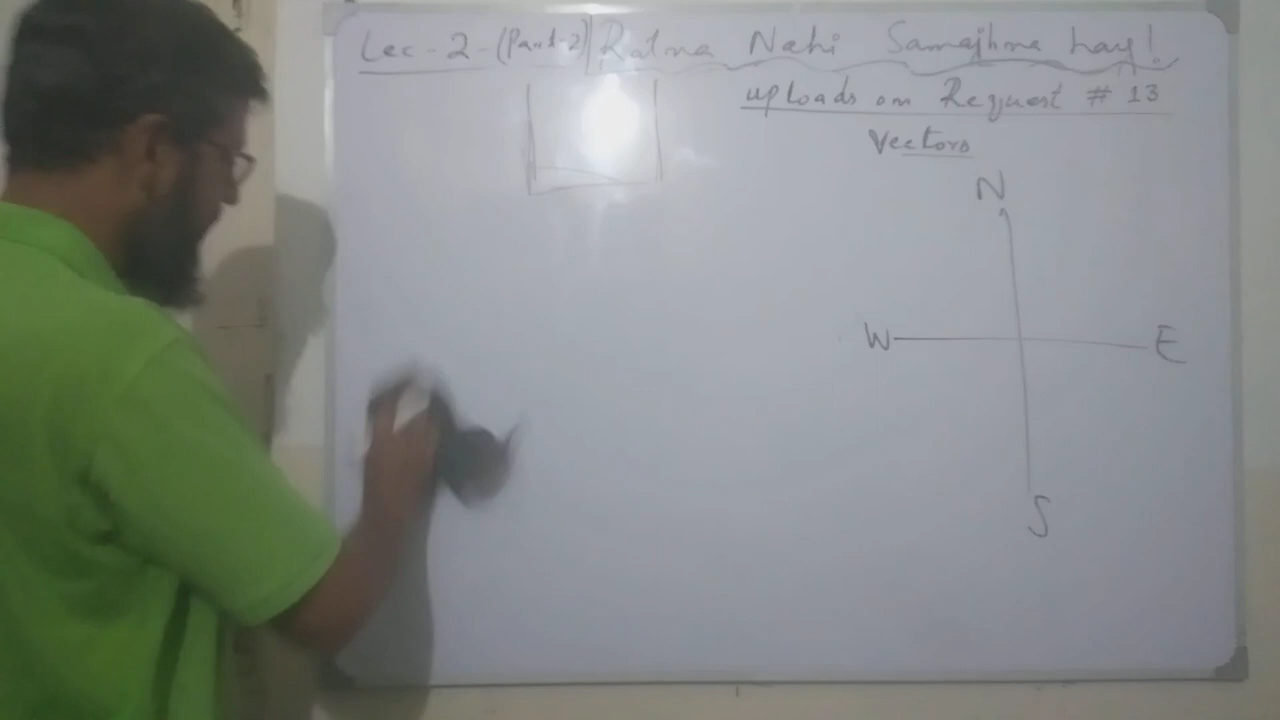 Lec - 2 - (Part-2) Ratna Nahi Samajhna hay!
uploads on Request # 13
Vectors
N
W E
S